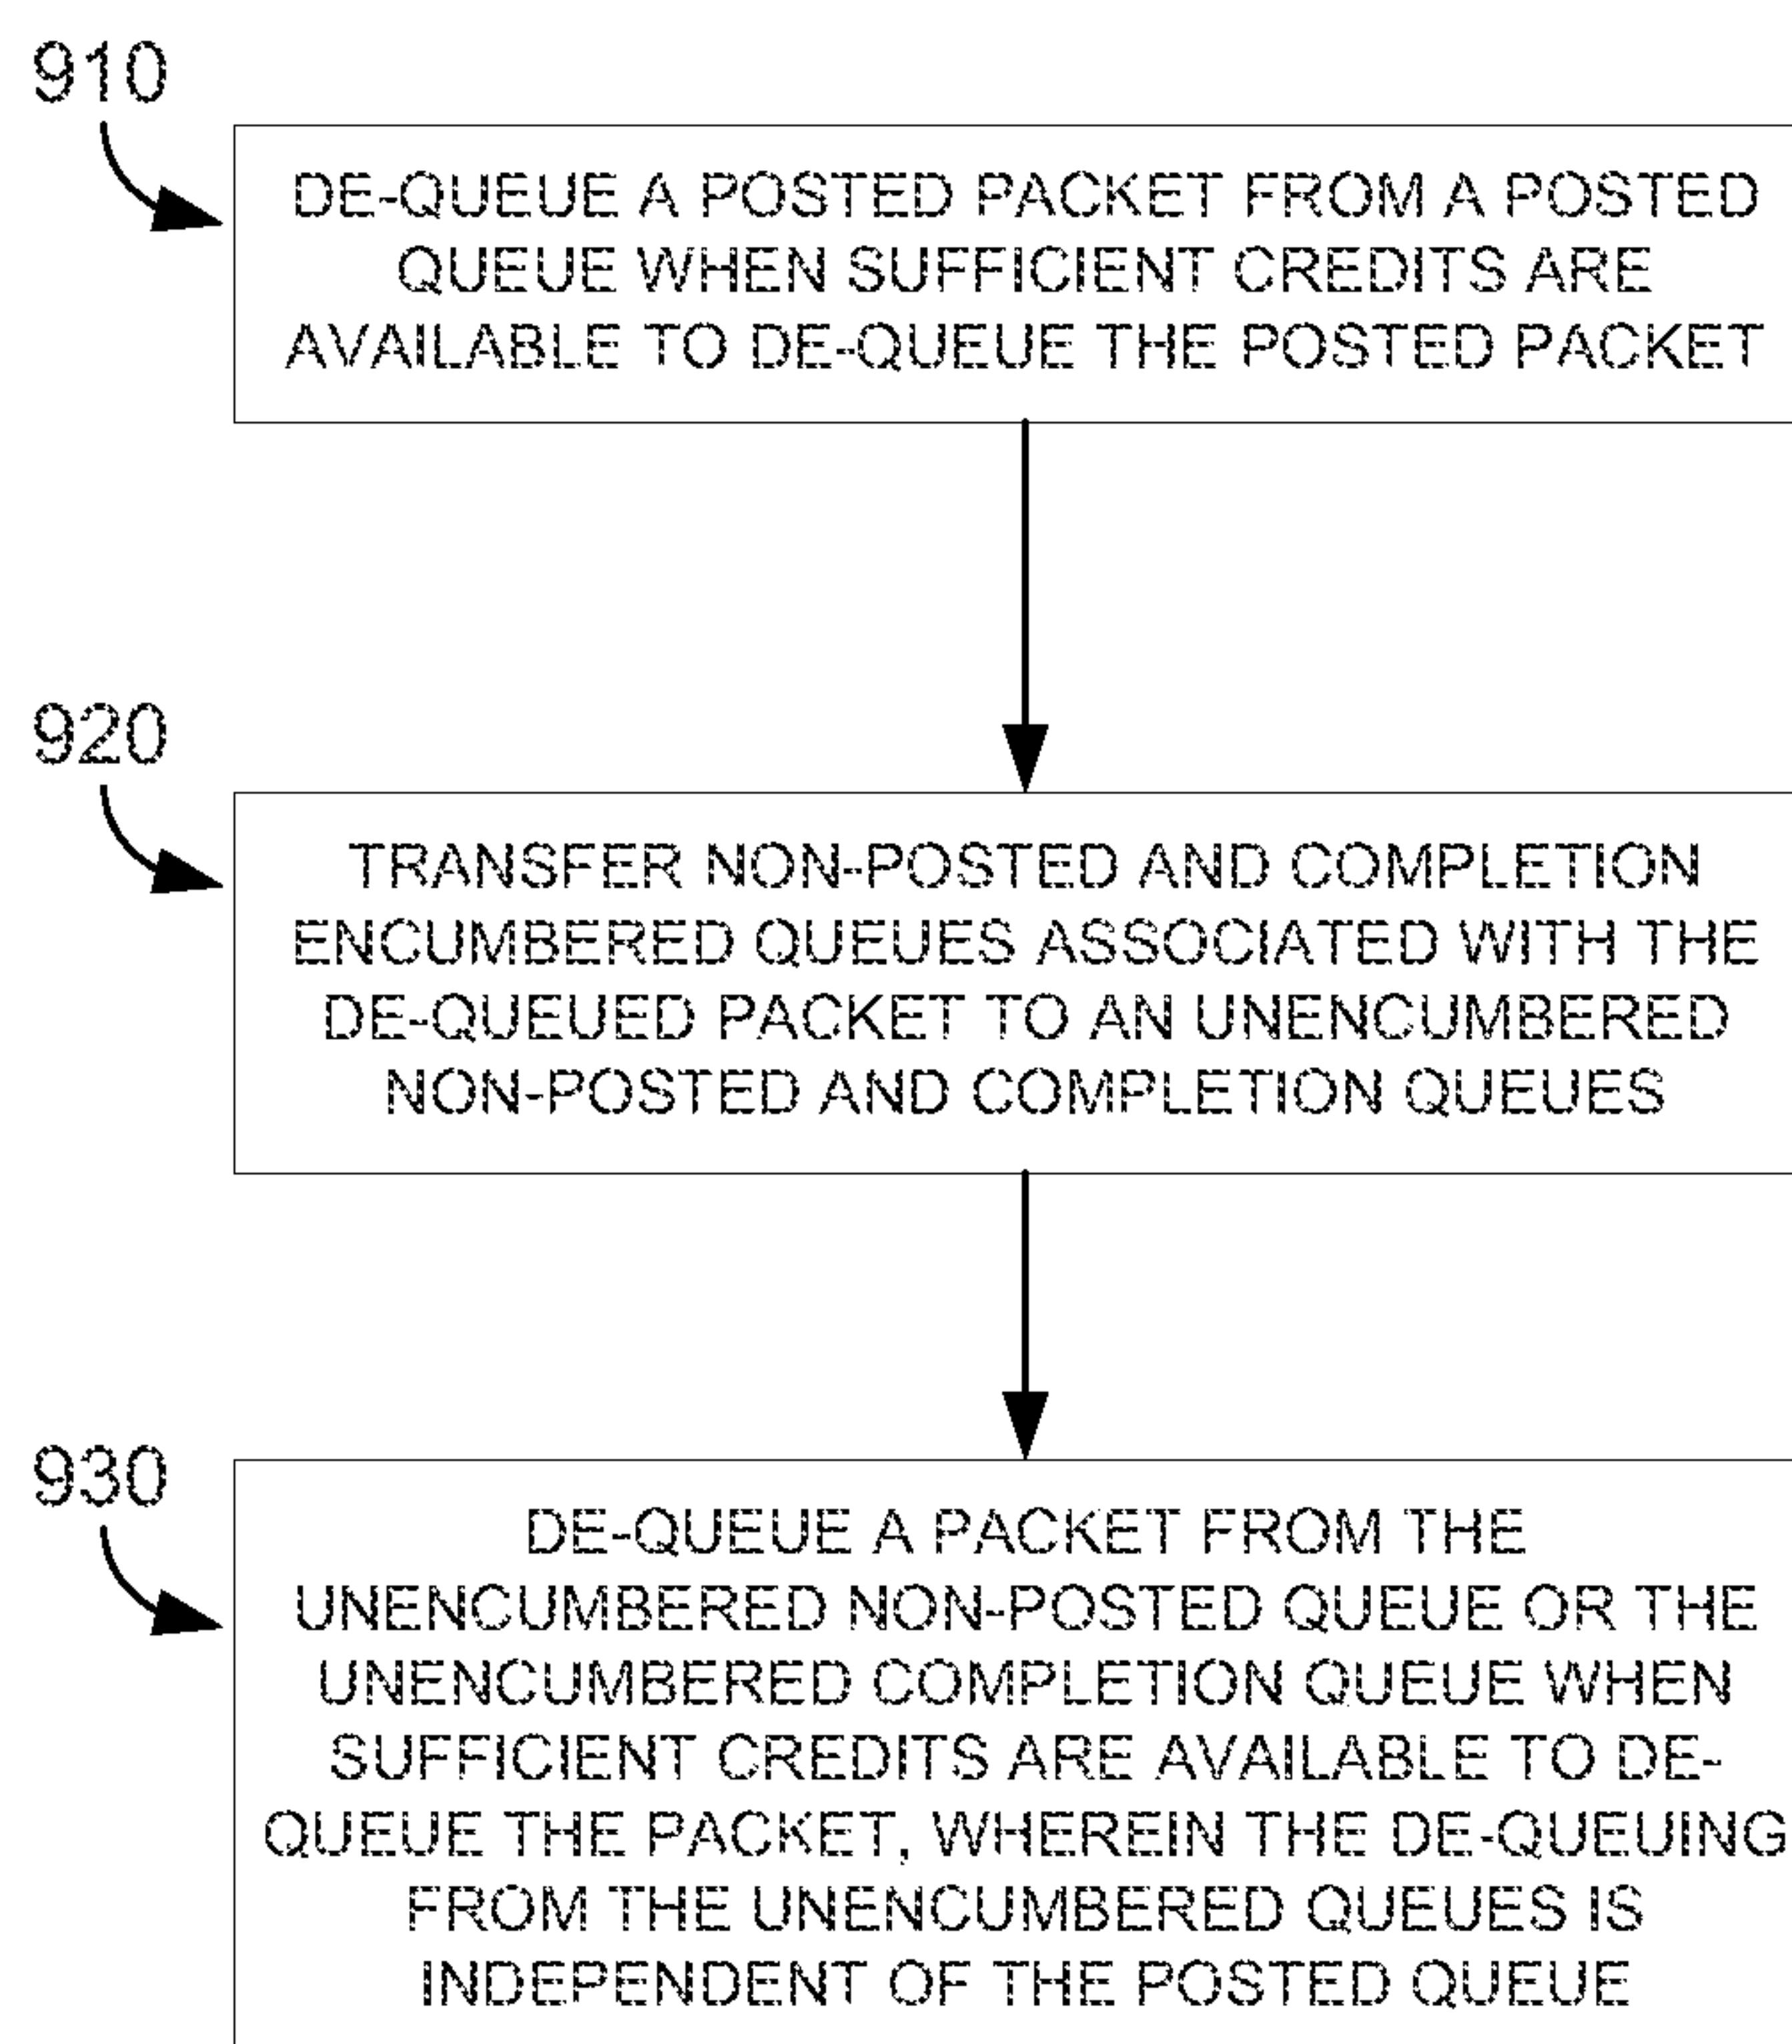 910
DE-QUEUE A POSTED PACKET FROM A POSTED
QUEUE WHEN SUFFICIENT CREDITS ARE
AVAILABLE TO DE-QUEUE THE POSTED PACKET
920
TRANSFER NON-POSTED AND COMPLETION
ENCUMBERED QUEUES ASSOCIATED WITH THE
DE-QUEUED PACKET TO AN UNENCUMBERED
NON-POSTED AND COMPLETION QUEUES
930
DE-QUEUE A PACKET FROM THE
UNENCUMBERED NON-POSTED QUEUE OR THE
UNENCUMBERED COMPLETION QUEUE WHEN
SUFFICIENT CREDITS ARE AVAILABLE TO DE-
QUEUE THE PACKET, WHEREIN THE DE-QUEUING
FROM THE UNENCUMBERED QUEUES IS
INDEPENDENT OF THE POSTED QUEUE